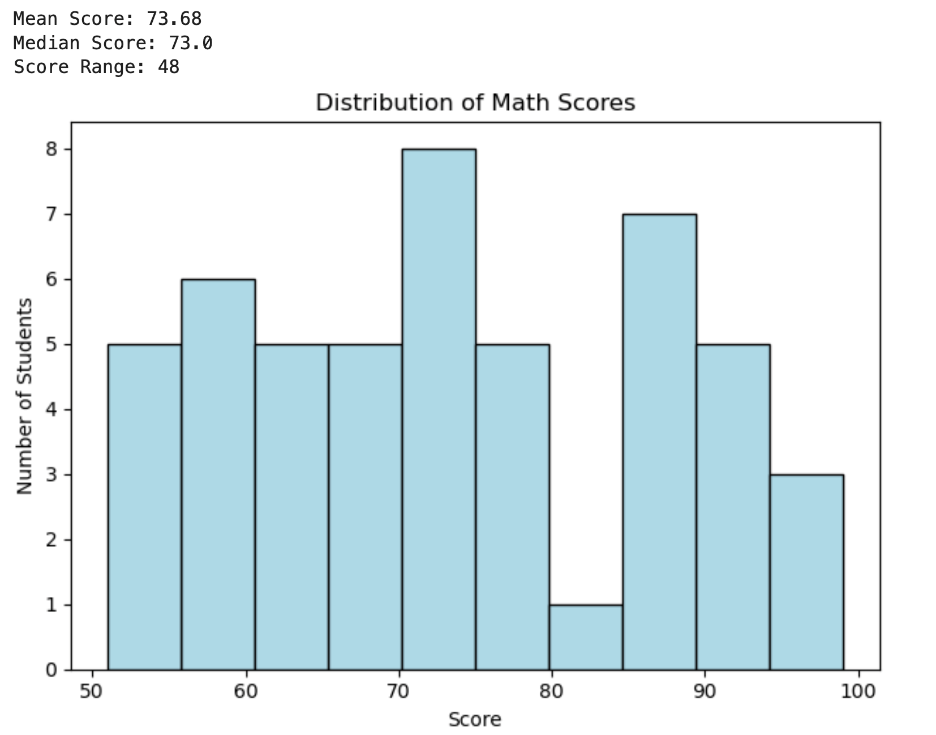 Mean Score: 73.68
Median Score: 73.0
Score Range: 48
Distribution of Math Scores
8
7
6
5
4
3
2
1
0
Number of Students
50 60 70 80 90 100
Score